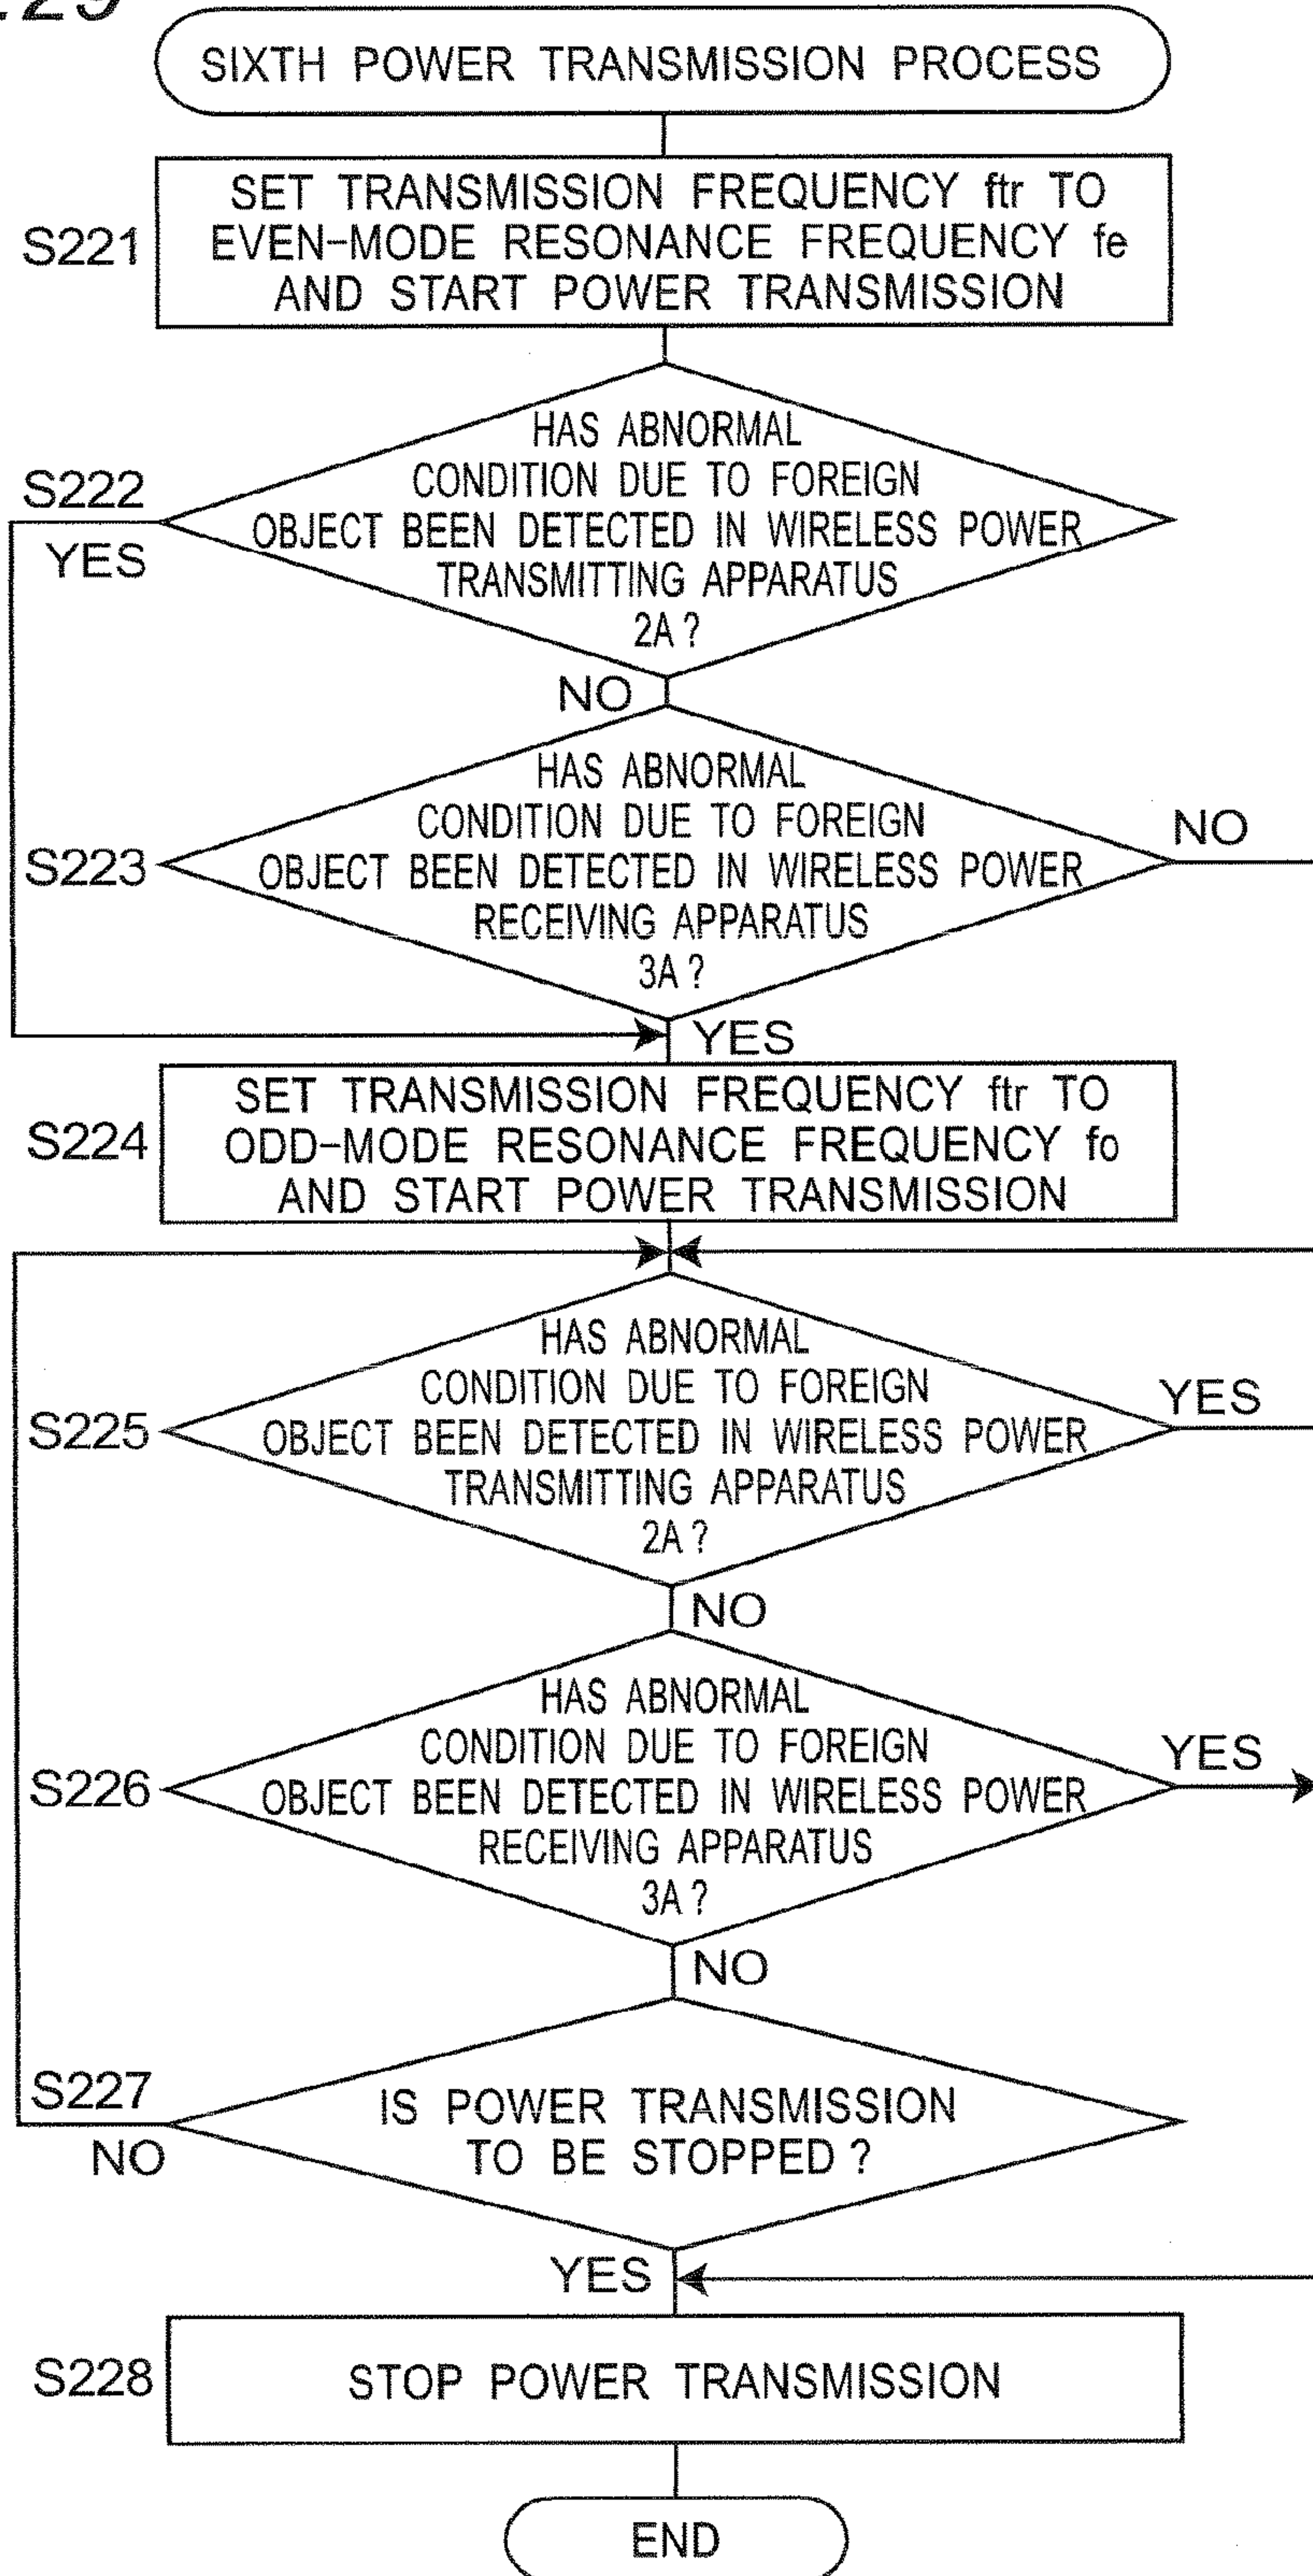 .29
SIXTH POWER TRANSMISSION PROCESS
S221
SET TRANSMISSION FREQUENCY ftr TO
EVEN-MODE RESONANCE FREQUENCY fe
AND START POWER TRANSMISSION
S222
YES
HAS ABNORMAL
CONDITION DUE TO FOREIGN
OBJECT BEEN DETECTED IN WIRELESS POWER
TRANSMITTING APPARATUS
2A ?
NO
S223
HAS ABNORMAL
CONDITION DUE TO FOREIGN
OBJECT BEEN DETECTED IN WIRELESS POWER
RECEIVING APPARATUS
3A ?
NO
YES
S224
SET TRANSMISSION FREQUENCY ftr TO
ODD-MODE RESONANCE FREQUENCY fo
AND START POWER TRANSMISSION
S225
HAS ABNORMAL
CONDITION DUE TO FOREIGN
OBJECT BEEN DETECTED IN WIRELESS POWER
TRANSMITTING APPARATUS
2A ?
YES
NO
S226
HAS ABNORMAL
CONDITION DUE TO FOREIGN
OBJECT BEEN DETECTED IN WIRELESS POWER
RECEIVING APPARATUS
3A ?
YES
NO
S227
NO
IS POWER TRANSMISSION
TO BE STOPPED ?
YES
S228
STOP POWER TRANSMISSION
END